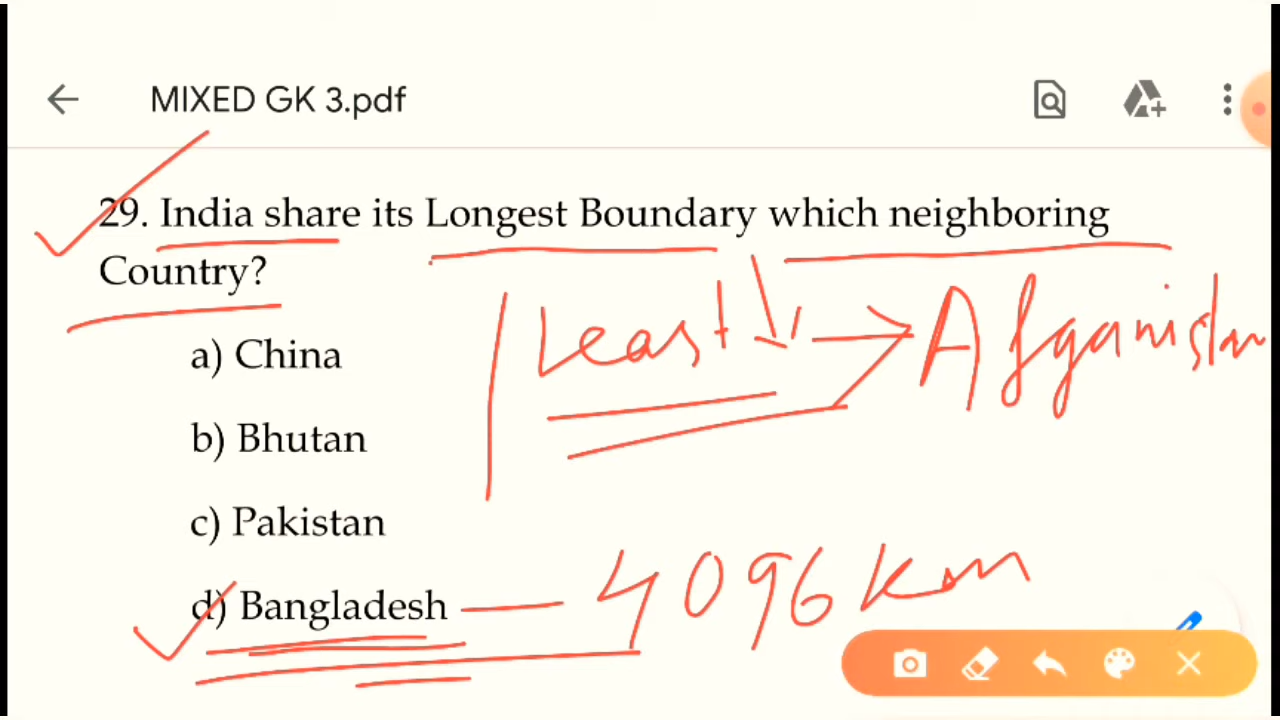 MIXED GK 3.pdf
29. India share its Longest Boundary which neighboring
Country?
a) China
Least → Afganistan
b) Bhutan
c) Pakistan
d) Bangladesh — 4096 km